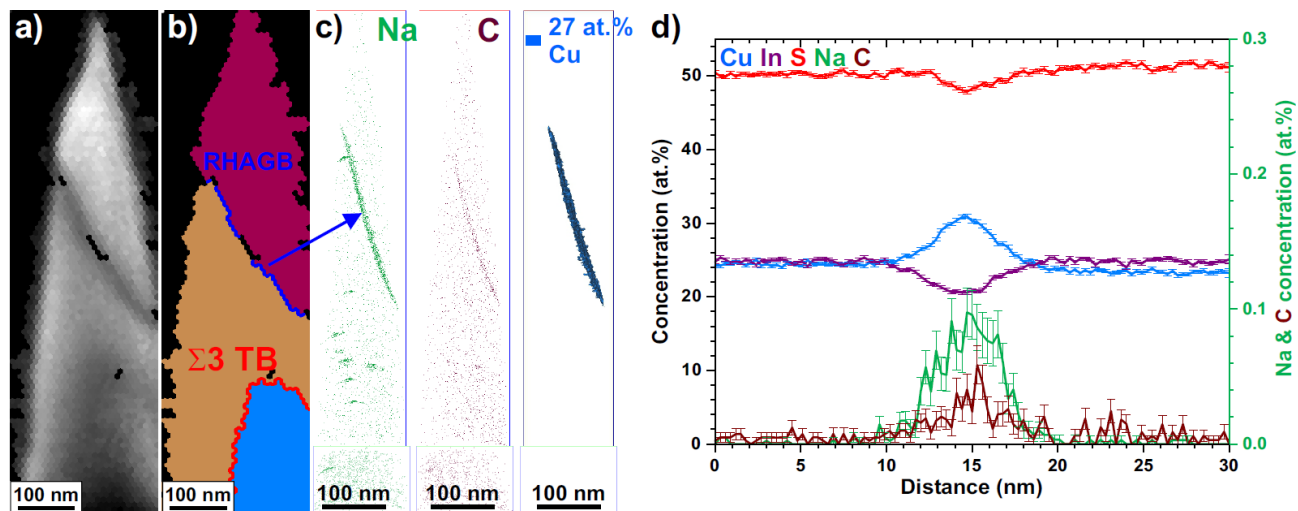 a)
b)
c)
Na
C
27 at.%
Cu
RHAGB
Σ3 TB
100 nm
100 nm
100 nm
100 nm
100 nm
d)
Cu In S Na C
Concentration (at.%)
50
40
30
20
10
0
0.3
0.2
0.1
0.0
Na & C concentration (at.%)
0 5 10 15 20 25 30
Distance (nm)